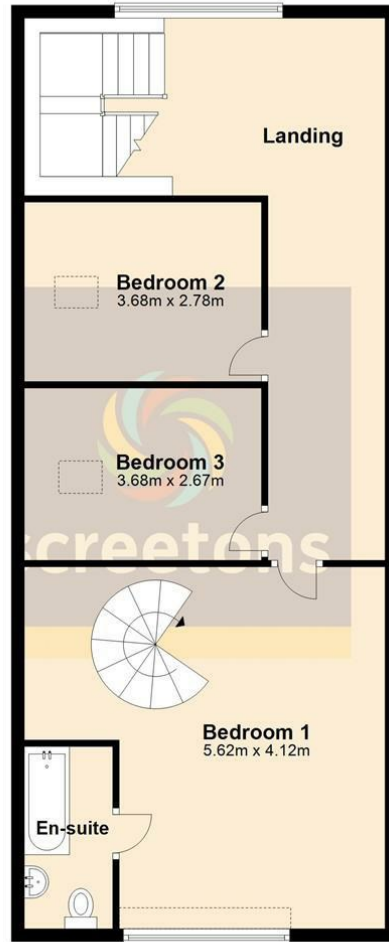 Landing
Bedroom 2
3.68m x 2.78m
Bedroom 3
3.68m x 2.67m
screetons
Bedroom 1
5.62m x 4.12m
En-suite